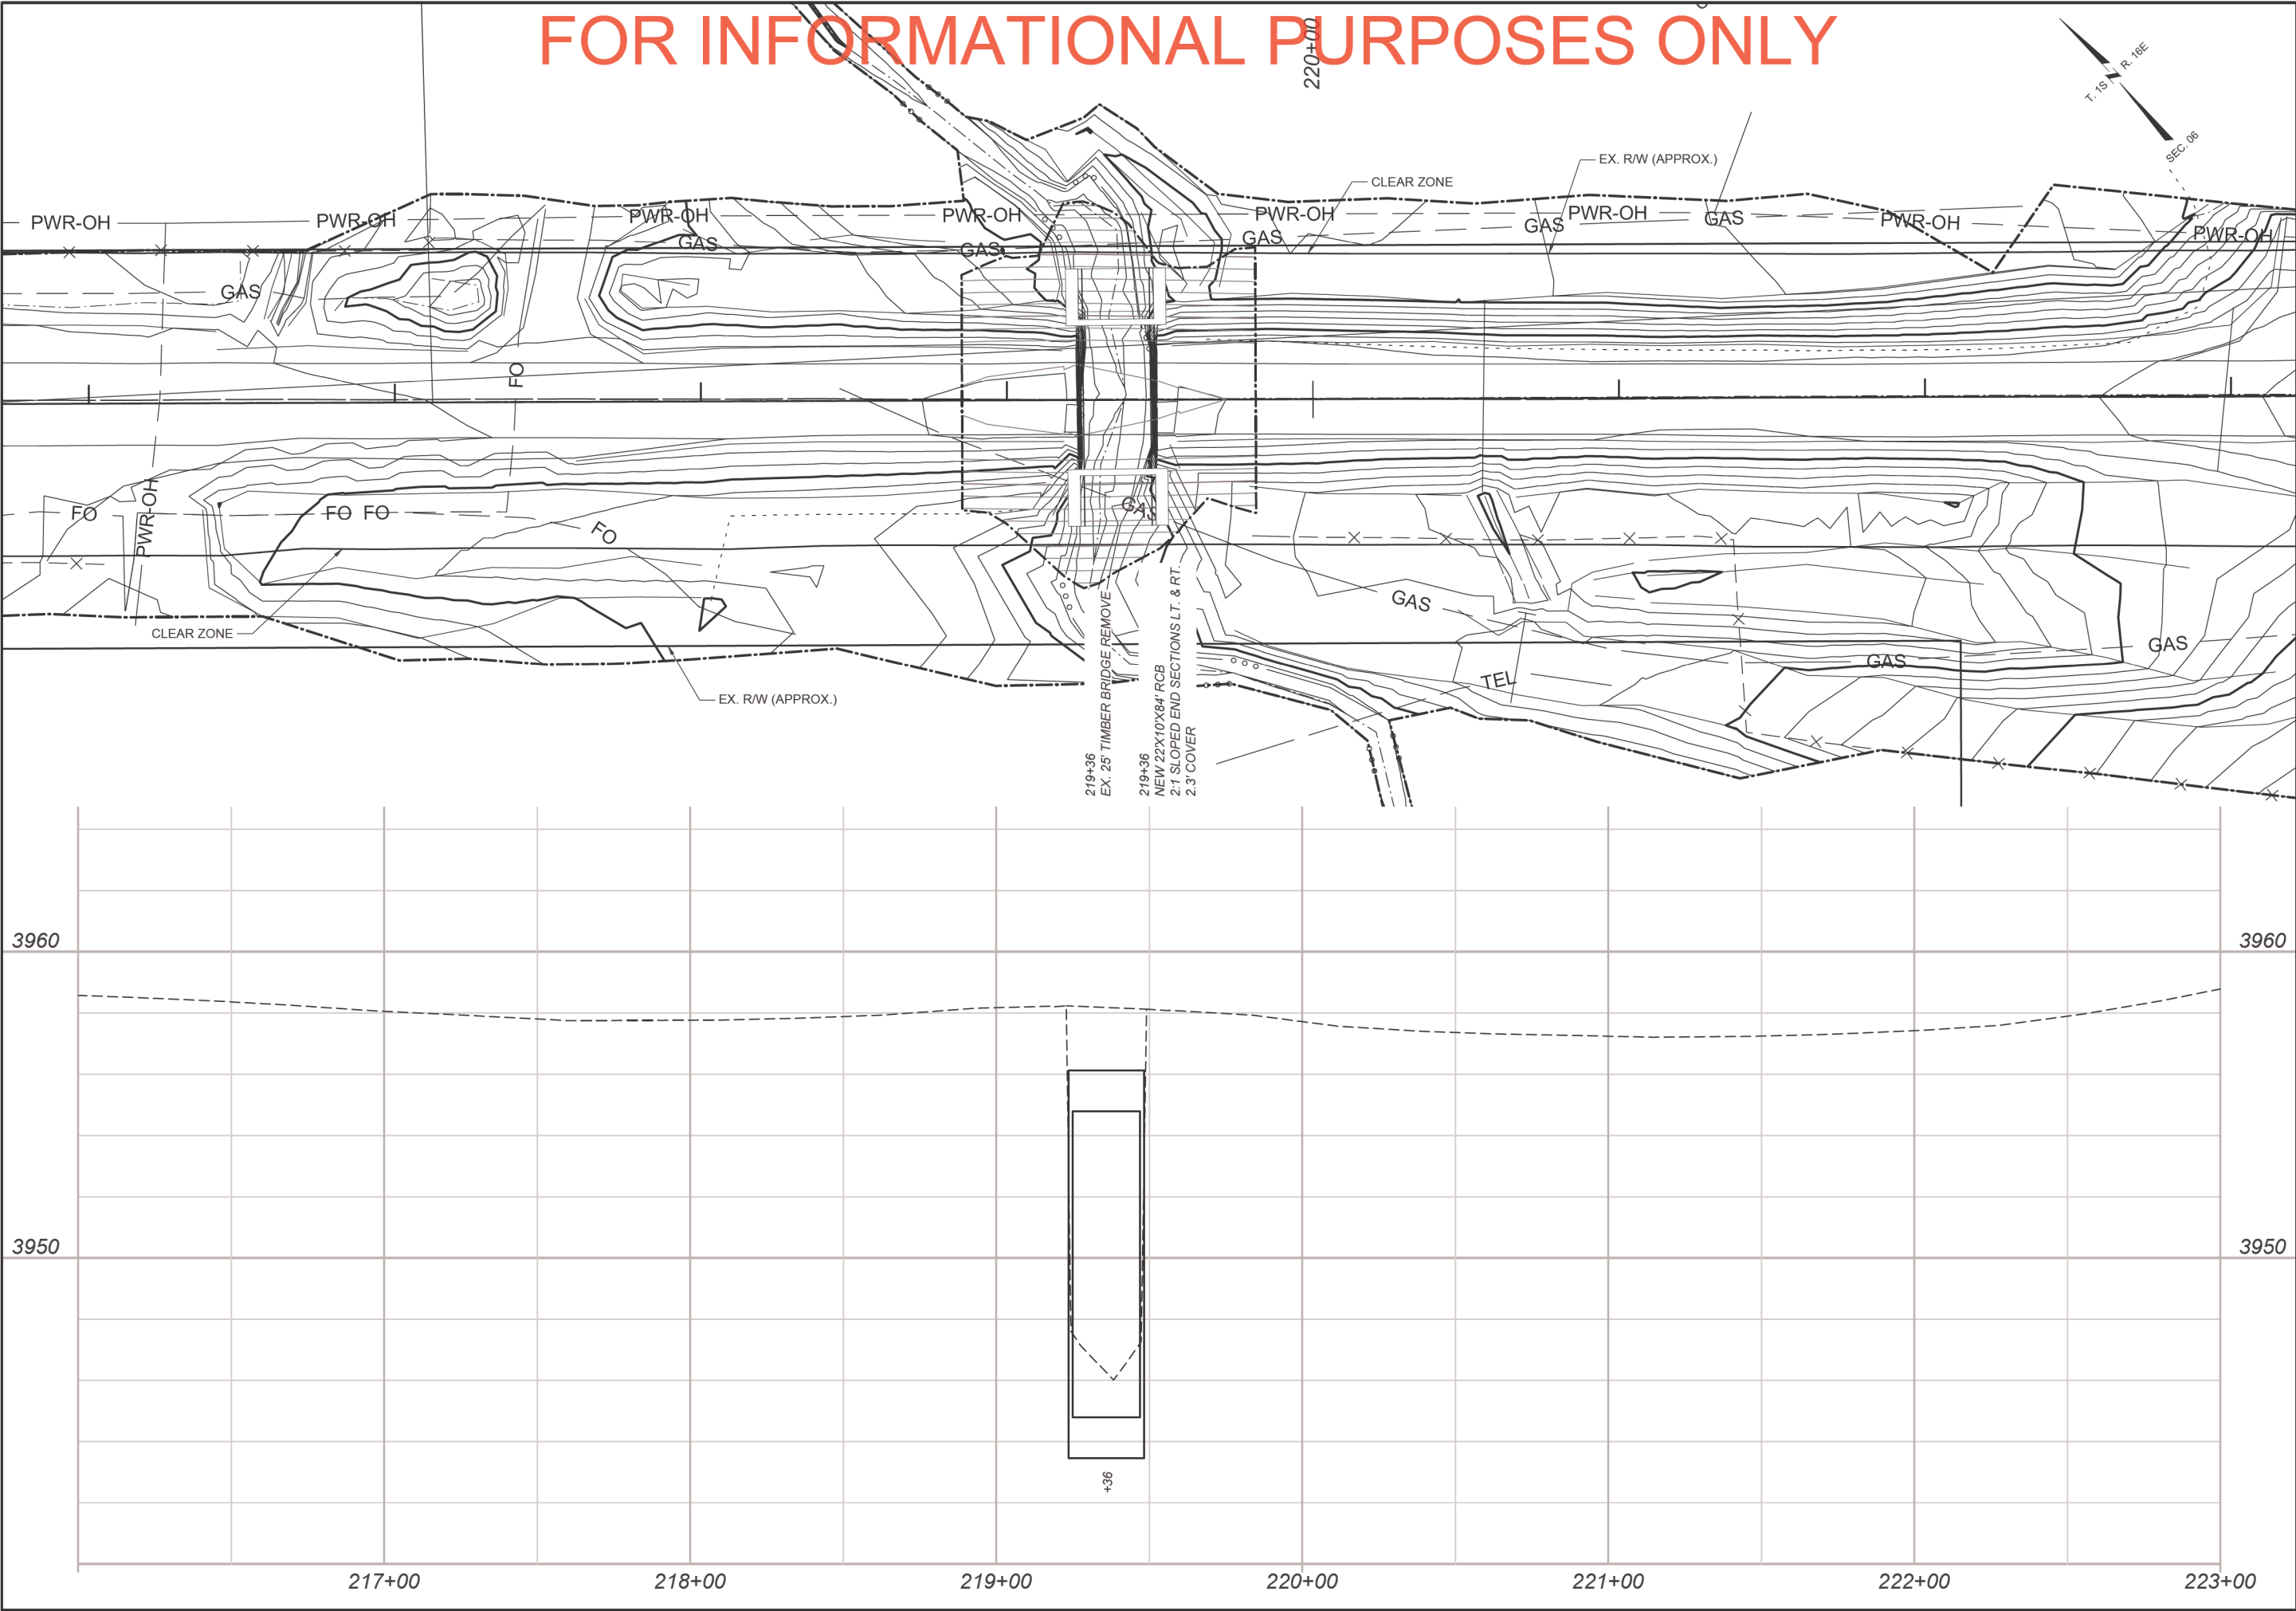 FOR INFORMATIONAL PURPOSES ONLY
220+00
T. 1S
R. 16E
SEC. 06
EX. R/W (APPROX.)
CLEAR ZONE
PWR-OH
PWR-OH
PWR-OH
PWR-OH
PWR-OH
PWR-OH
PWR-OH
PWR-OH
GAS
GAS
GAS
GAS
GAS
GAS
FO
FO
PWR-OH
FO
FO
FO
GAS
CLEAR ZONE
GAS
GAS
GAS
TEL
EX. R/W (APPROX.)
219+36
EX. 25' TIMBER BRIDGE REMOVE
219+36
NEW 22'X10'X84' RCB
2:1 SLOPED END SECTIONS LT. & RT.
2.3' COVER
3960
3960
3950
3950
+36
217+00
218+00
219+00
220+00
221+00
222+00
223+00